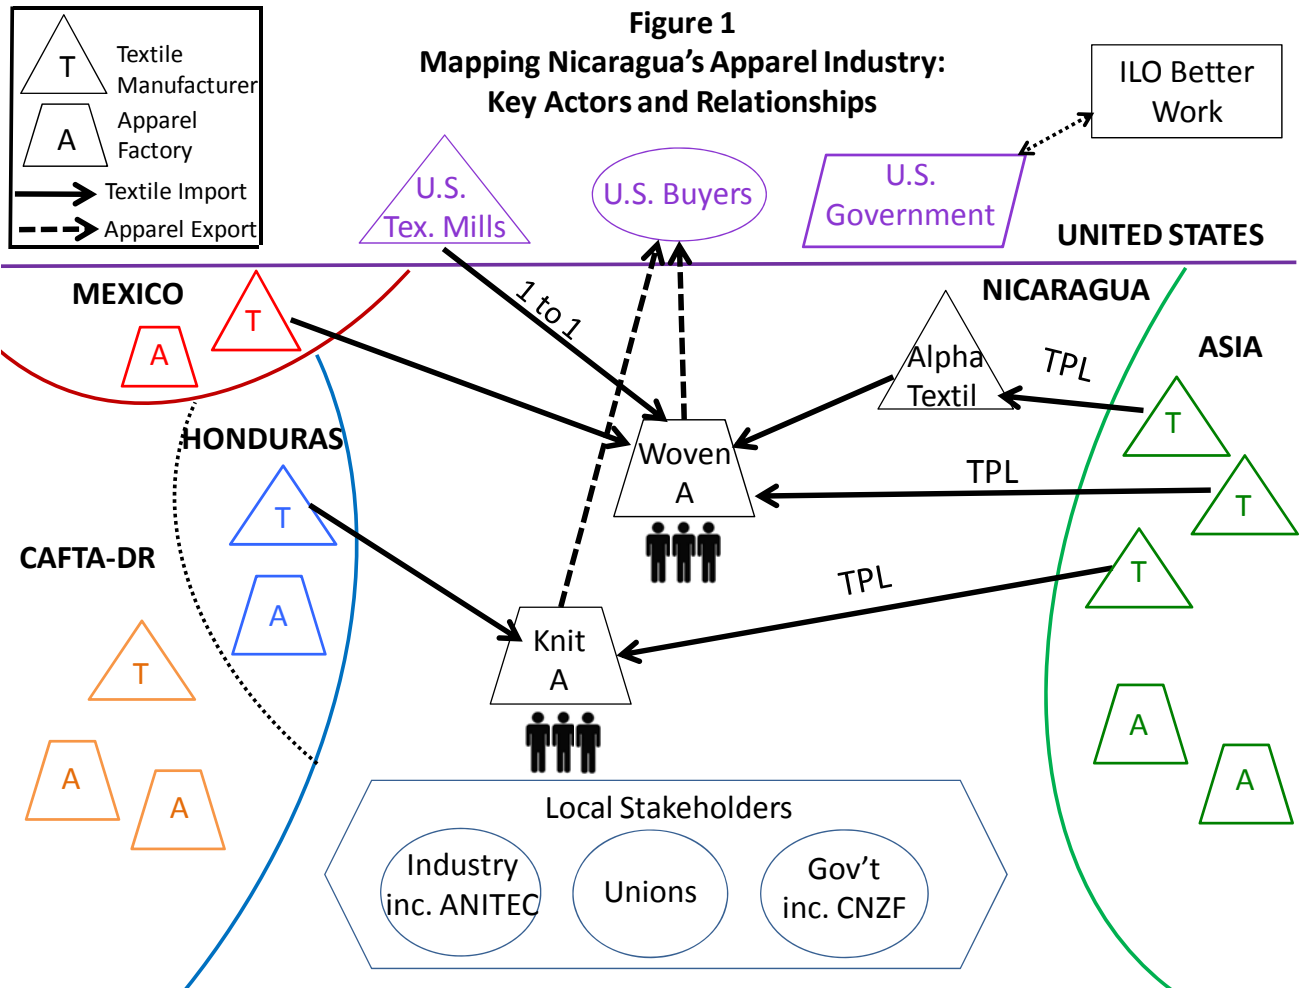 Figure 1
Mapping Nicaragua's Apparel Industry:
Key Actors and Relationships
T
Textile
Manufacturer
A
Apparel
Factory
Textile Import
Apparel Export
ILO Better
Work
U.S.
Tex. Mills
U.S. Buyers
U.S.
Government
UNITED STATES
MEXICO
T
A
1 to 1
NICARAGUA
Alpha
Textil
TPL
ASIA
T
HONDURAS
T
A
Woven
A
TPL
T
TPL
T
CAFTA-DR
T
A
A
Knit
A
A
A
Local Stakeholders
Industry
inc. ANITEC
Unions
Gov't
inc. CNZF